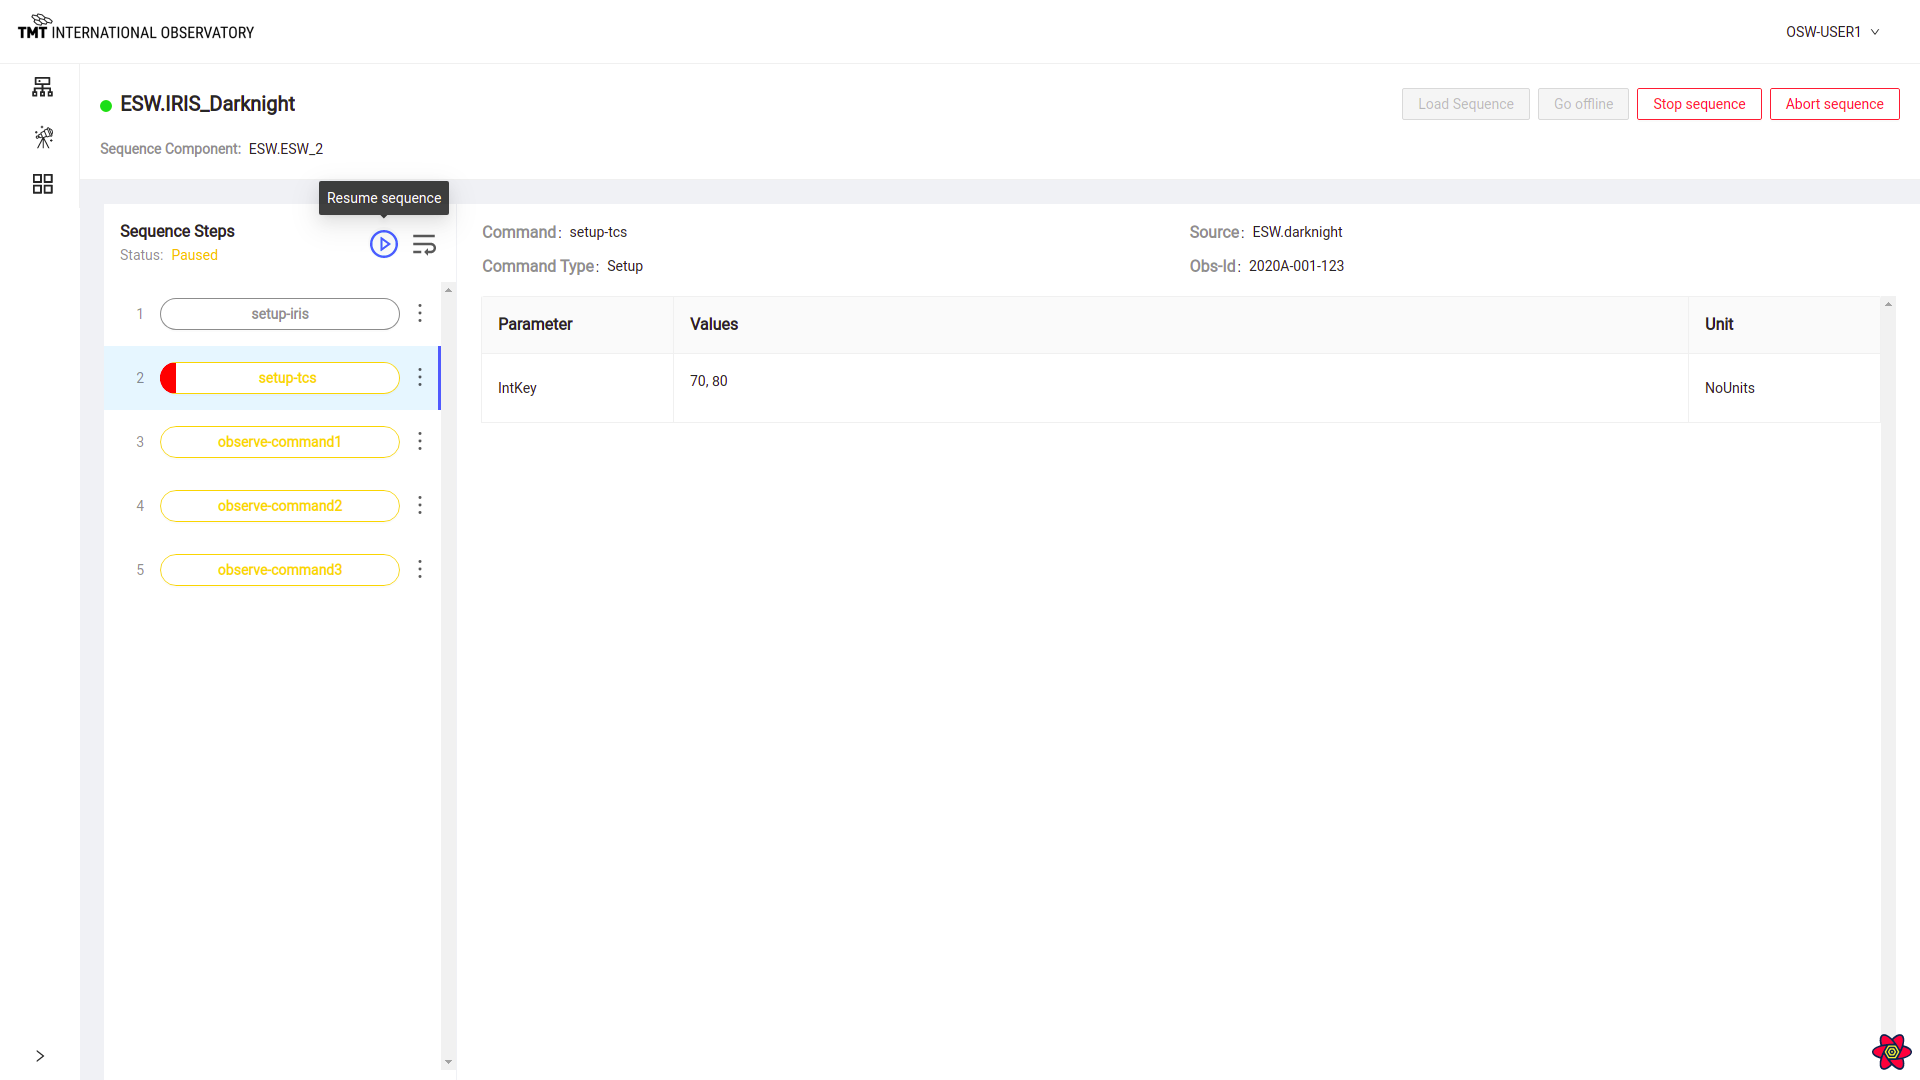 TMT INTERNATIONAL OBSERVATORY
OSW-USER1
ESW.IRIS_Darknight
Load Sequence
Go offline
Stop sequence
Abort sequence
Sequence Component: ESW.ESW_2
Resume sequence
Sequence Steps
Status: Paused
1 setup-iris
2 setup-tcs
3 observe-command1
4 observe-command2
5 observe-command3
Command: setup-tcs
Source: ESW.darknight
Command Type: Setup
Obs-Id: 2020A-001-123
Parameter Values Unit
IntKey 70, 80 NoUnits